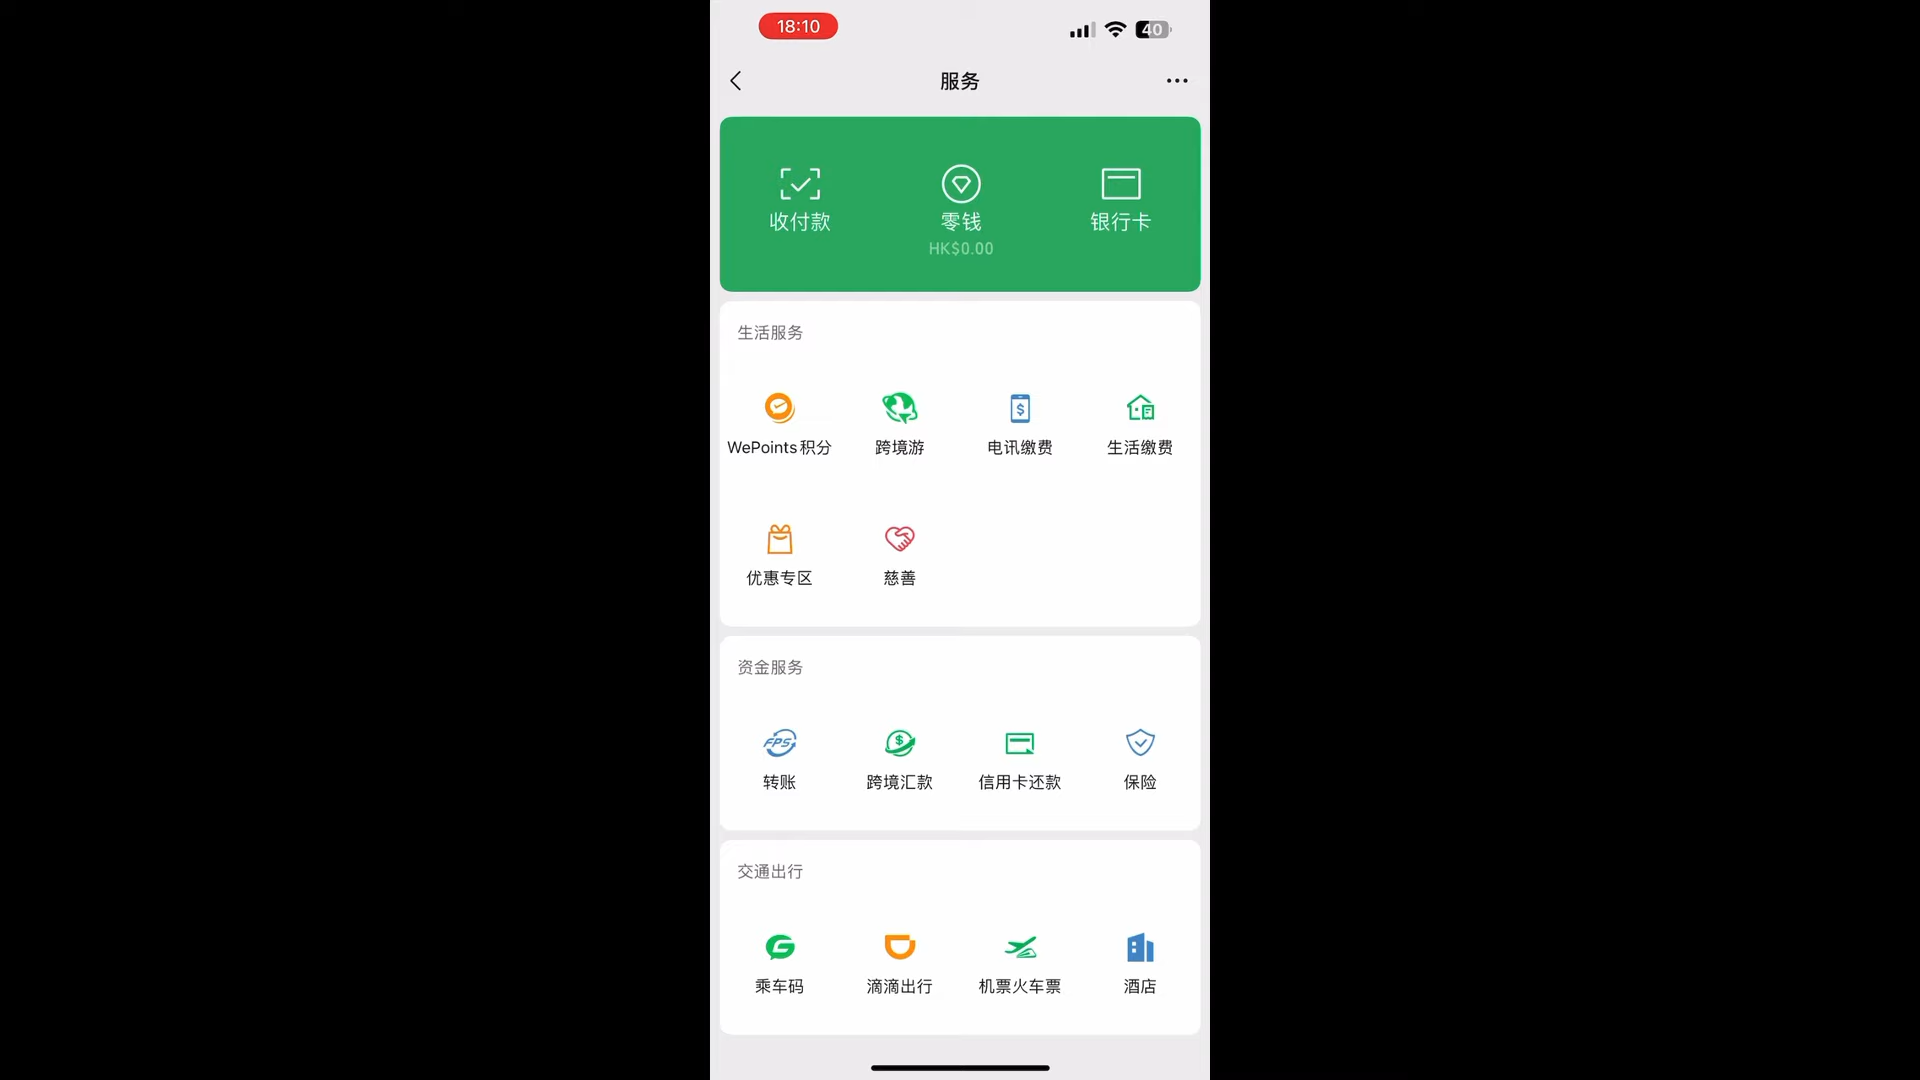 18:10
40
服务
收付款
零钱
银行卡
HK$0.00
生活服务
WePoints积分
跨境游
电讯缴费
生活缴费
优惠专区
慈善
资金服务
FPS
转账
跨境汇款
信用卡还款
保险
交通出行
乘车码
滴滴出行
机票火车票
酒店